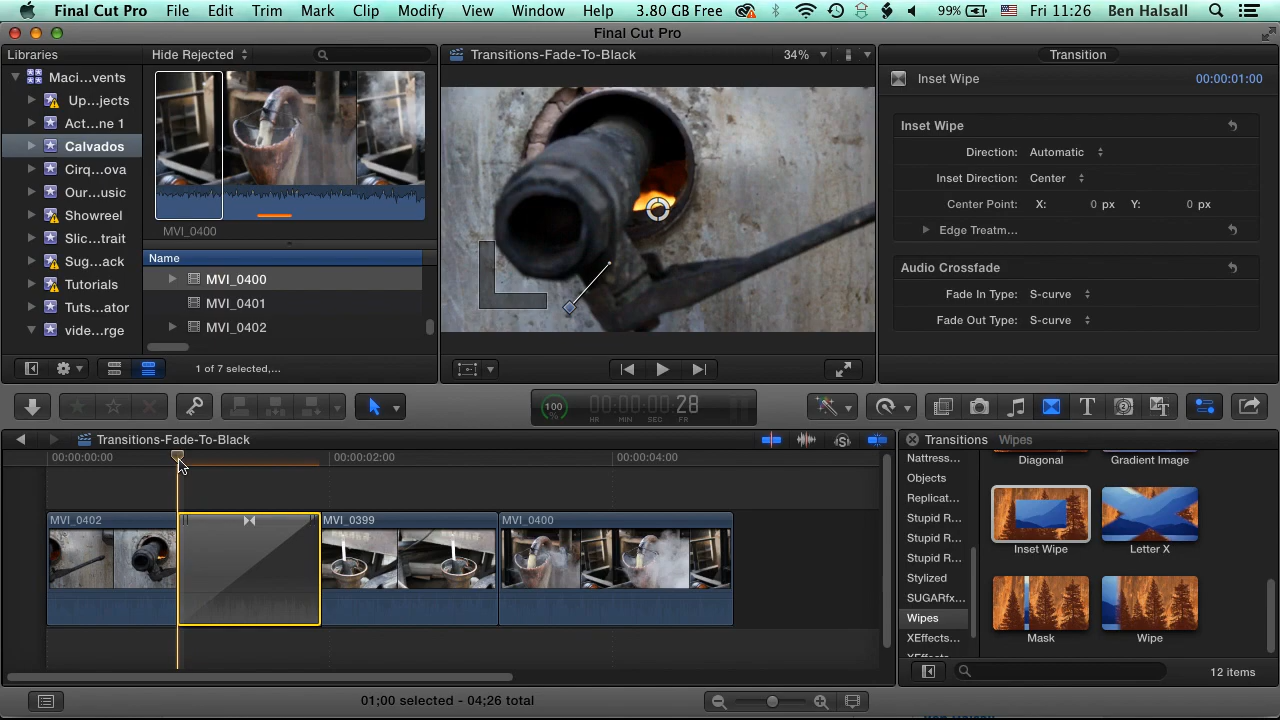 Final Cut Pro File Edit Trim Mark Clip Modify View Window Help 3.80 GB Free 99% Fri 11:26 Ben Halsall
Final Cut Pro
Libraries
Hide Rejected
Transitions-Fade-To-Black
34%
Transition
Maci...vents
Up...jects
Act...ne 1
Calvados
Cirq...ova
Our...usic
Showreel
Slic...trait
Sug...ack
Tutorials
Tuts...ator
vide...rge
MVI_0400
Name
MVI_0400
MVI_0401
MVI_0402
1 of 7 selected,...
Inset Wipe
00:00:01:00
Inset Wipe
Direction: Automatic
Inset Direction: Center
Center Point: X: 0 px Y: 0 px
Edge Treatm...
Audio Crossfade
Fade In Type: S-curve
Fade Out Type: S-curve
100
%
00:00:00:28
HR MIN SEC FR
Transitions-Fade-To-Black
00:00:00:00
00:00:02:00
00:00:04:00
MVI_0402
MVI_0399
MVI_0400
Transitions Wipes
Nattress...
Objects
Replicat...
Stupid R...
Stupid R...
Stupid R...
Stylized
SUGARfx...
Wipes
XEffects...
Diagonal
Gradient Image
Inset Wipe
Letter X
Mask
Wipe
12 items
01;00 selected - 04;26 total